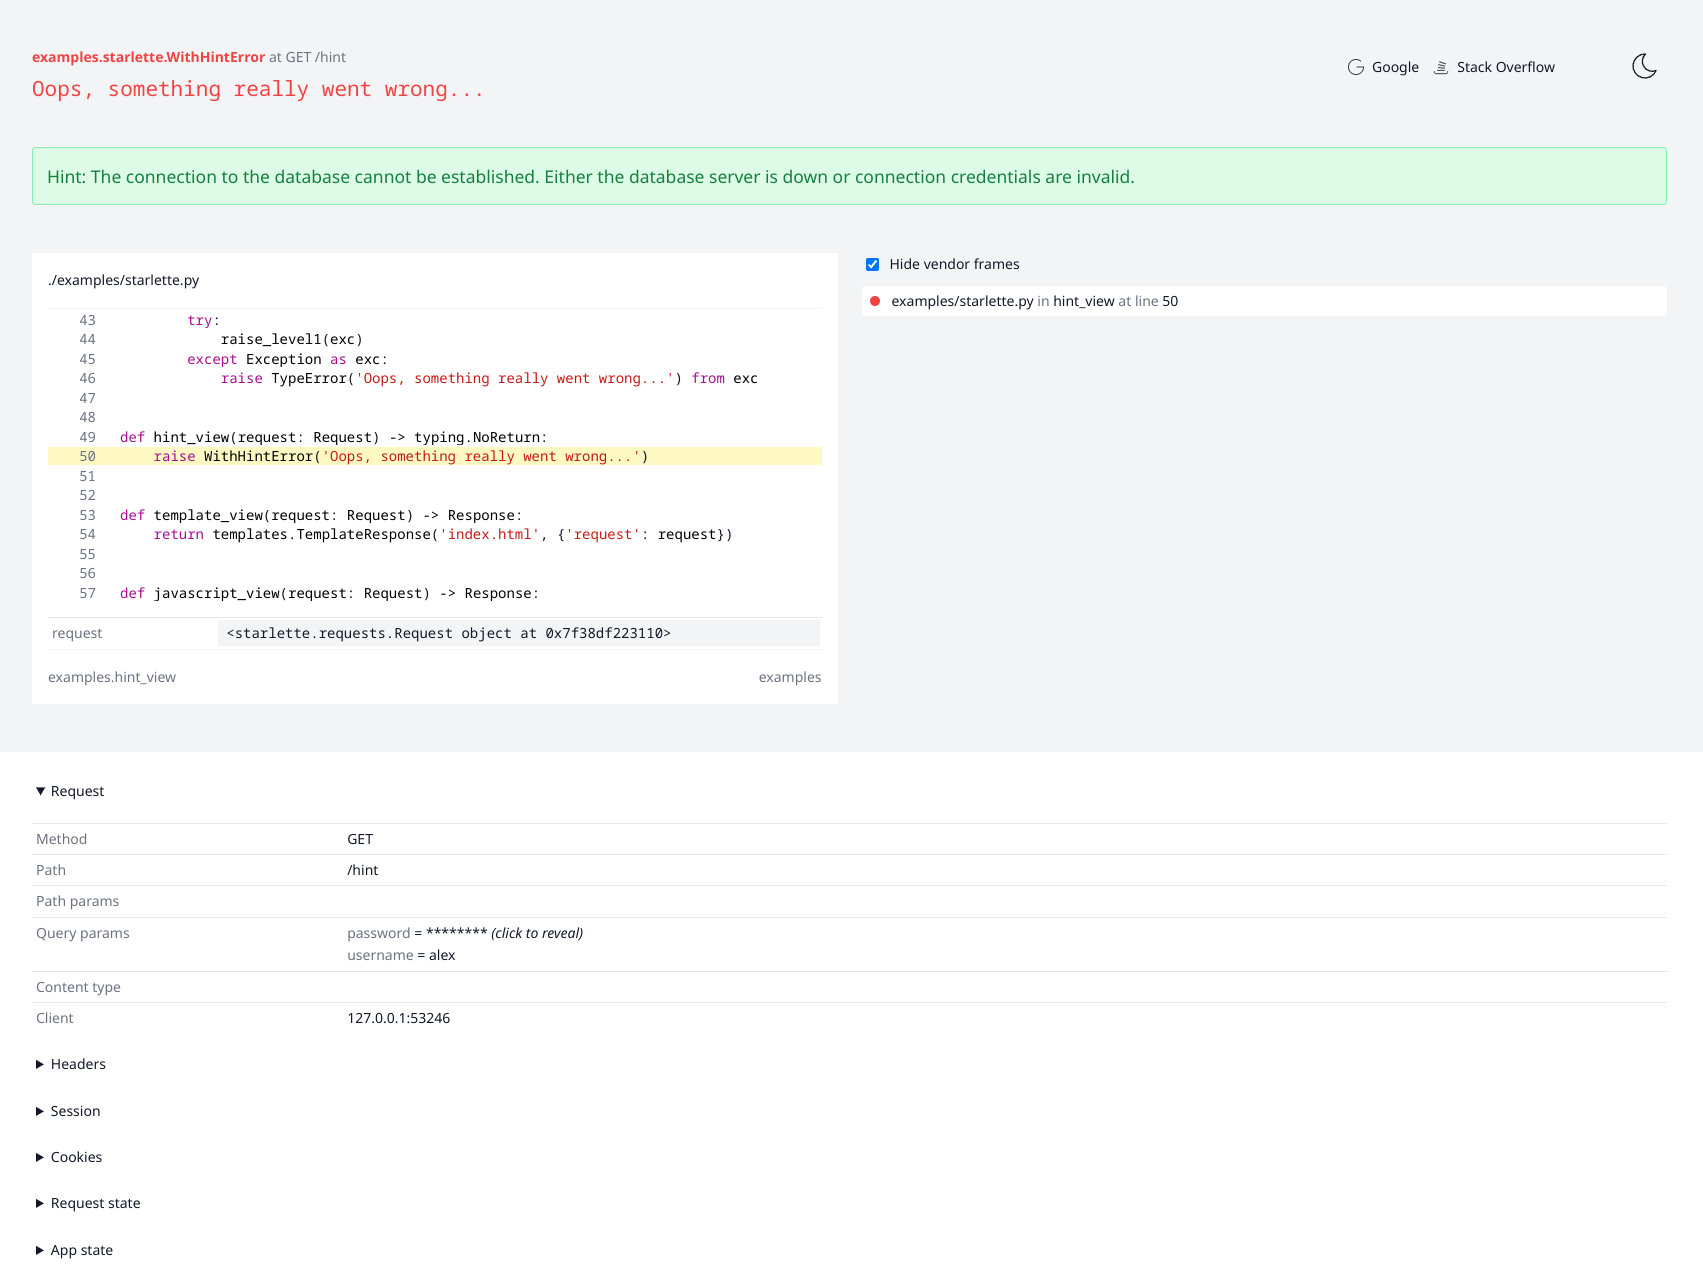 examples.starlette.WithHintError at GET /hint
Oops, something really went wrong...
Google Stack Overflow
Hint: The connection to the database cannot be established. Either the database server is down or connection credentials are invalid.
./examples/starlette.py
43 try:
44 raise_level1(exc)
45 except Exception as exc:
46 raise TypeError('Oops, something really went wrong...') from exc
47
48
49 def hint_view(request: Request) -> typing.NoReturn:
50 raise WithHintError('Oops, something really went wrong...')
51
52
53 def template_view(request: Request) -> Response:
54 return templates.TemplateResponse('index.html', {'request': request})
55
56
57 def javascript_view(request: Request) -> Response:
request <starlette.requests.Request object at 0x7f38df223110>
examples.hint_view examples
Hide vendor frames
examples/starlette.py in hint_view at line 50
Request
Method GET
Path /hint
Path params
Query params password = ******** (click to reveal)
username = alex
Content type
Client 127.0.0.1:53246
Headers
Session
Cookies
Request state
App state